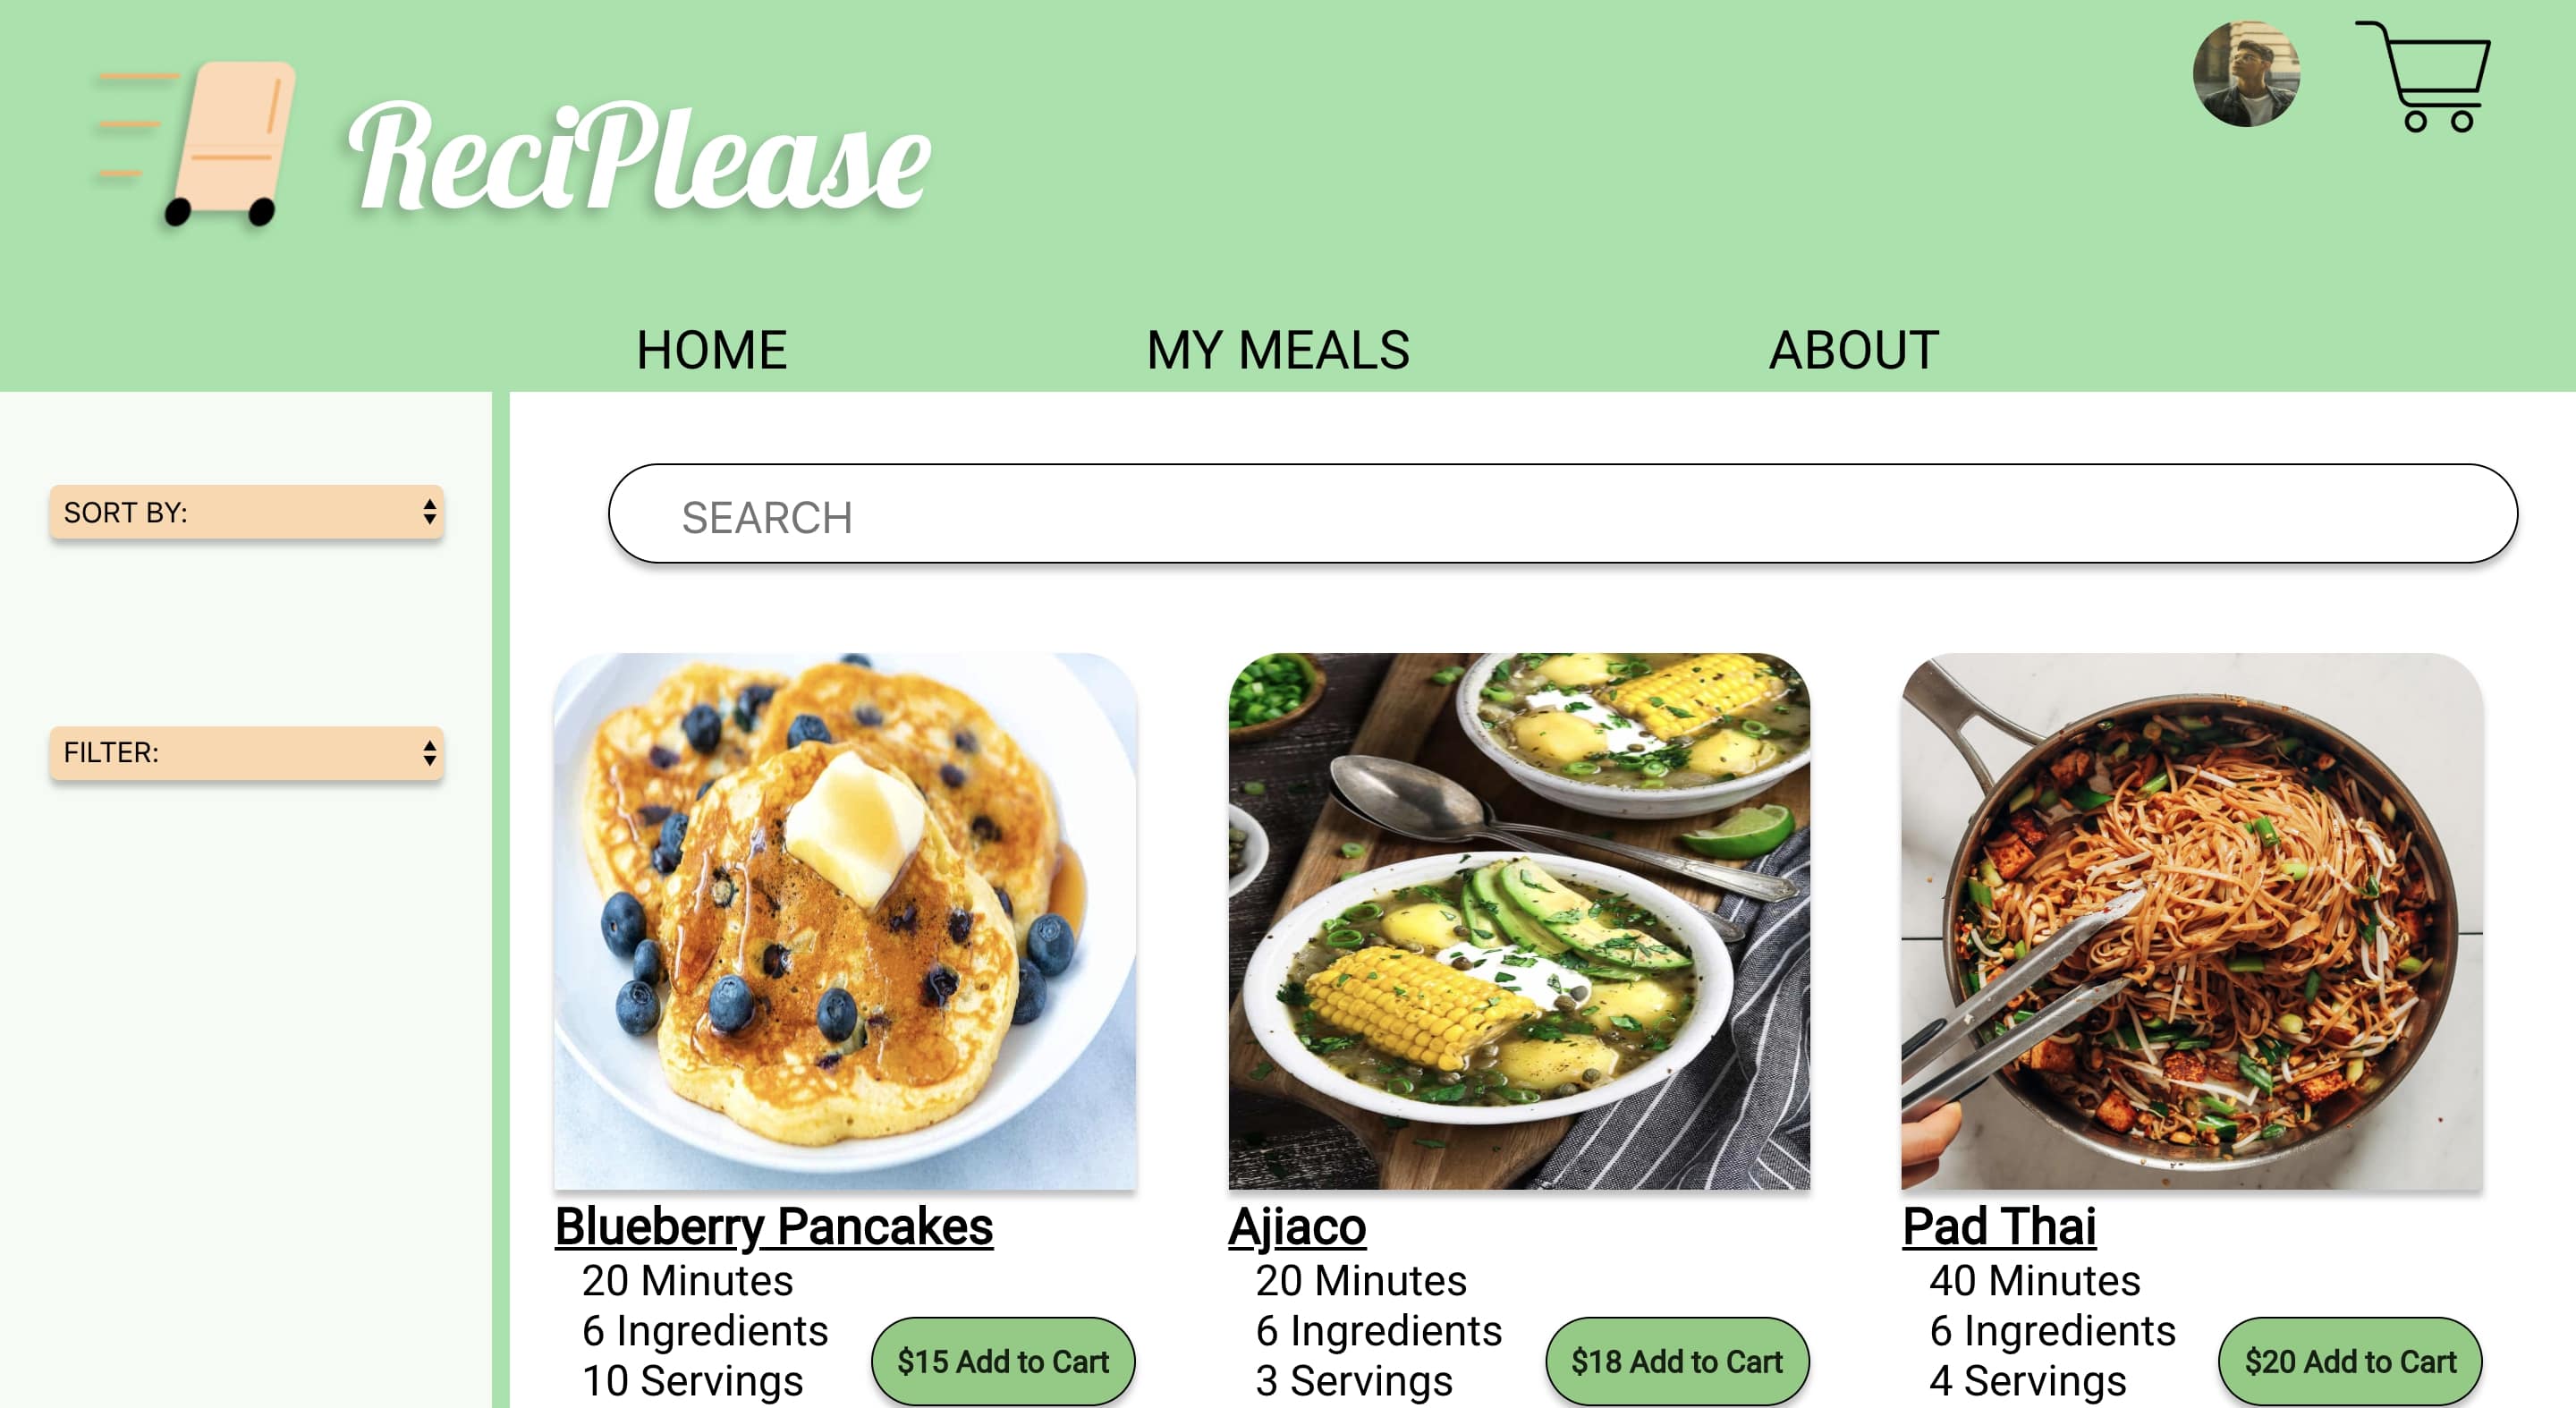 ReciPlease
HOME
MY MEALS
ABOUT
SORT BY:
SEARCH
FILTER:
Blueberry Pancakes
20 Minutes
6 Ingredients
10 Servings
$15 Add to Cart
Ajiaco
20 Minutes
6 Ingredients
3 Servings
$18 Add to Cart
Pad Thai
40 Minutes
6 Ingredients
4 Servings
$20 Add to Cart